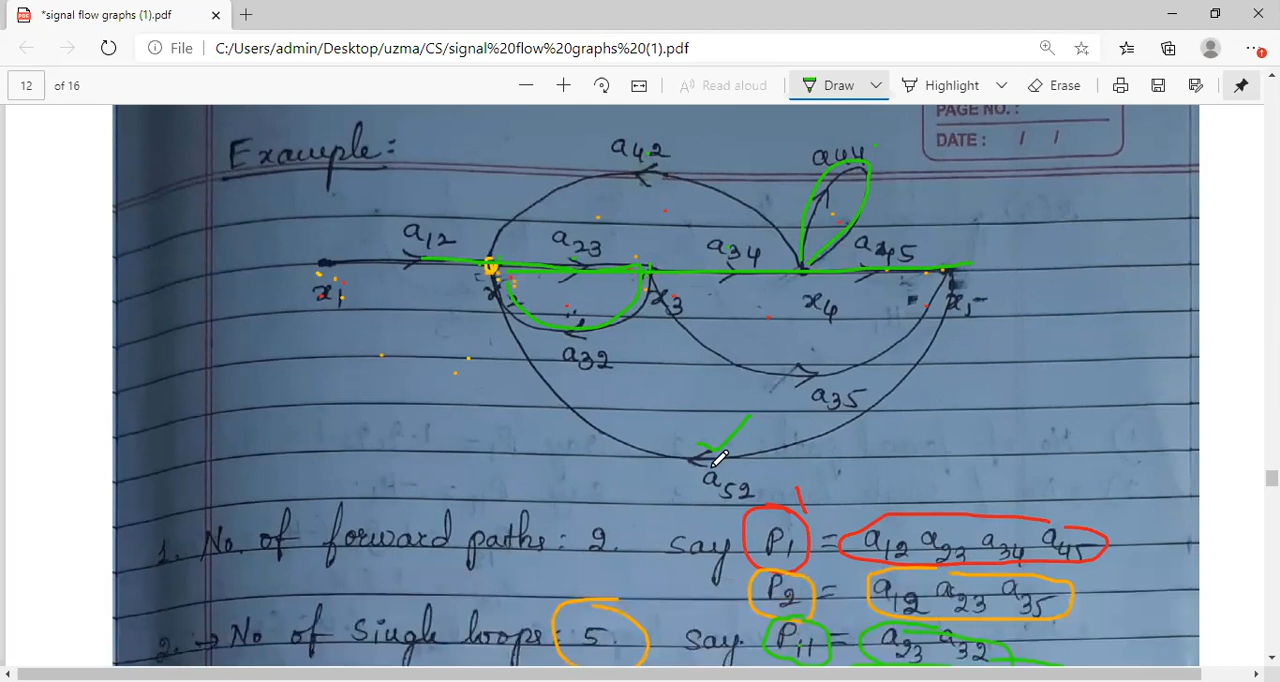 *signal flow graphs (1).pdf
File C:/Users/admin/Desktop/uzma/CS/signal%20flow%20graphs%20(1).pdf
12 of 16 Read aloud Draw Highlight Erase
PAGE NO.:
DATE: / /
Example:
a42 a44
a12 a23 a34 a45
x1 x3 x4
a32
a35
a52
1. No. of forward paths: 2. say P1 = a12 a23 a34 a45
P2 = a12 a23 a35
2. → No of single loops: 5. say. P11 = a23 a32